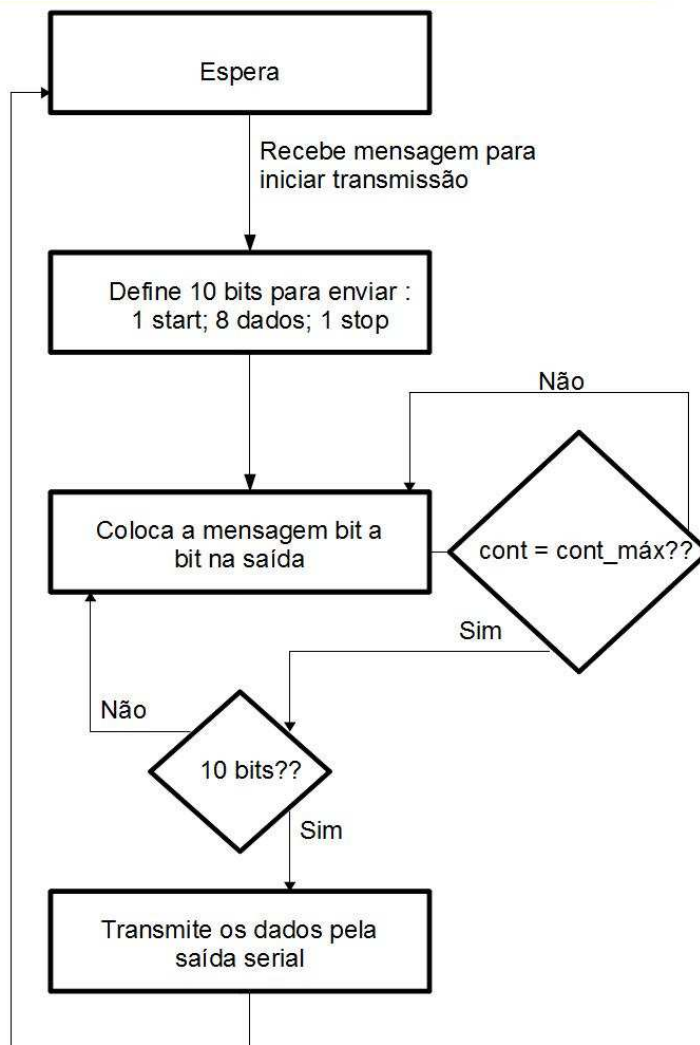 Espera
Recebe mensagem para
iniciar transmissão
Define 10 bits para enviar :
1 start; 8 dados; 1 stop
Não
Coloca a mensagem bit a
bit na saída
cont = cont_máx??
Sim
Não
10 bits??
Sim
Transmite os dados pela
saída serial